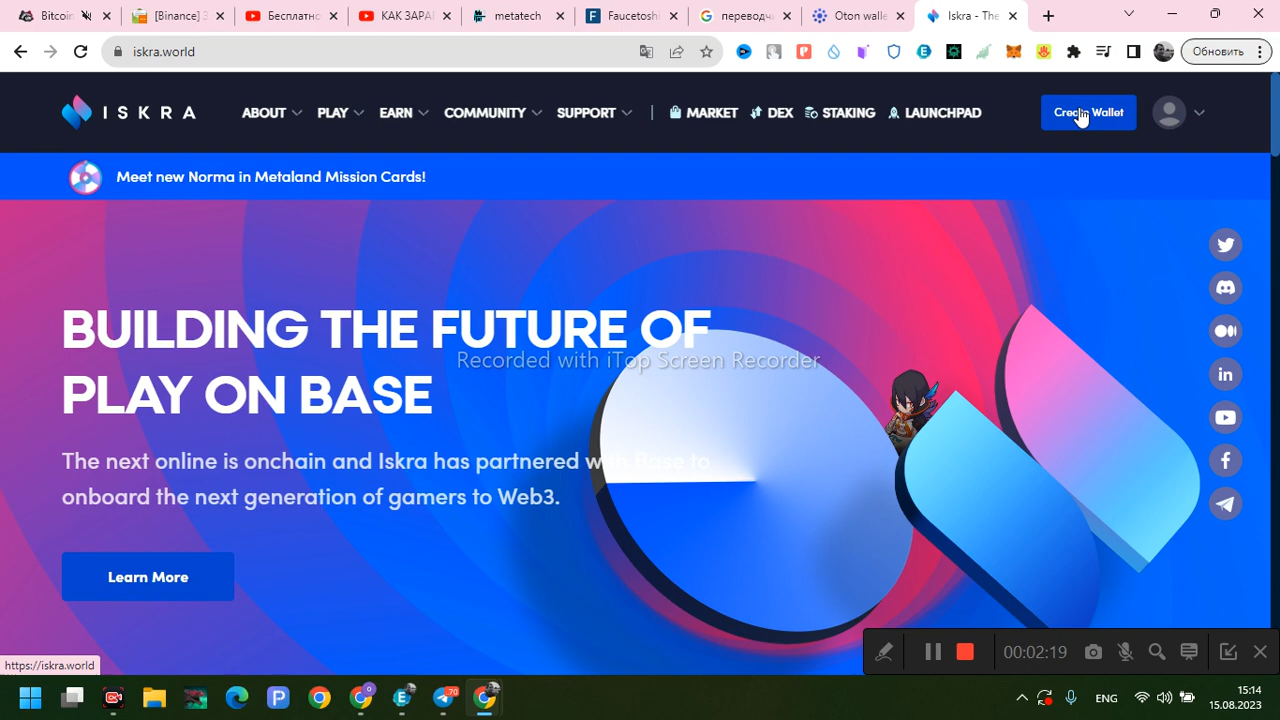 Bitcoin
[Binance] З
Бесплатнс
КАК ЗАРА
metatech
Faucetoshi
переводч
Oton walle
Iskra - The
iskra.world
Обновить
ISKRA
ABOUT
PLAY
EARN
COMMUNITY
SUPPORT
MARKET
DEX
STAKING
LAUNCHPAD
Create Wallet
Meet new Norma in Metaland Mission Cards!
BUILDING THE FUTURE OF
PLAY ON BASE
Recorded with iTop Screen Recorder
The next online is onchain and Iskra has partnered with Base to
onboard the next generation of gamers to Web3.
Learn More
https://iskra.world
00:02:19
70
ENG
15:14
15.08.2023